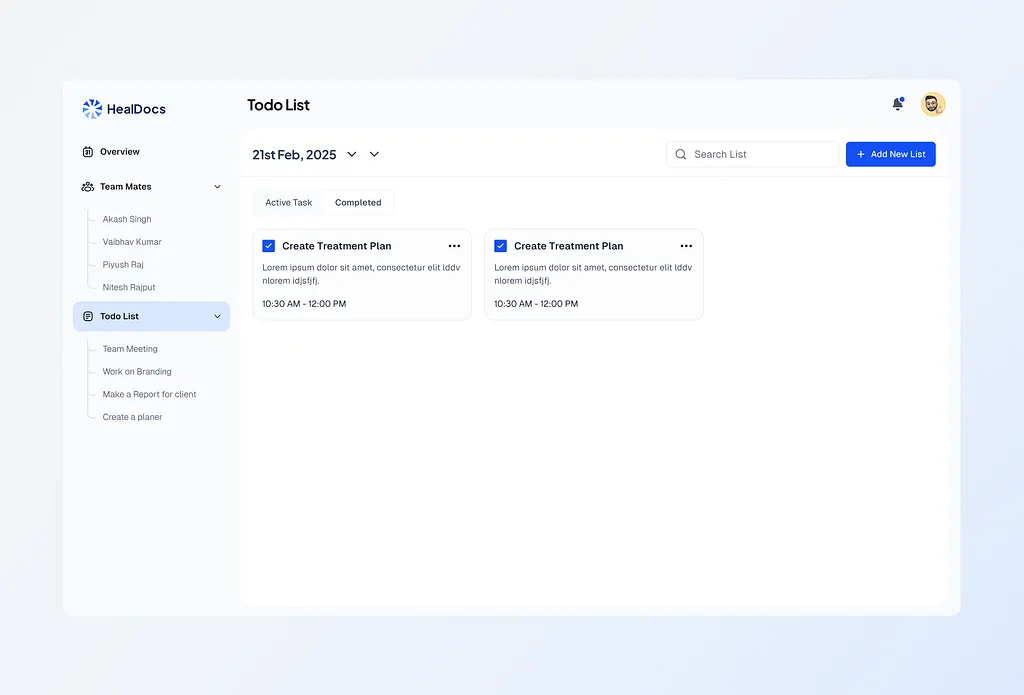 HealDocs
Todo List
31
Overview
Team Mates
Akash Singh
Vaibhav Kumar
Piyush Raj
Nitesh Rajput
Todo List
Team Meeting
Work on Branding
Make a Report for client
Create a planer
21st Feb, 2025
Search List
+ Add New List
Active Task
Completed
Create Treatment Plan
Lorem ipsum dolor sit amet, consectetur elit lddv
nlorem idjsfjfj.
10:30 AM - 12:00 PM
Create Treatment Plan
Lorem ipsum dolor sit amet, consectetur elit lddv
nlorem idjsfjfj.
10:30 AM - 12:00 PM